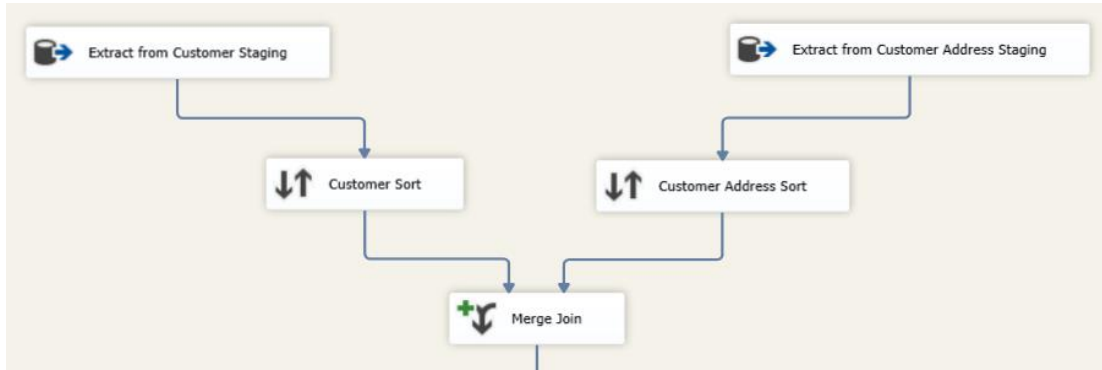 Extract from Customer Staging
Extract from Customer Address Staging
Customer Sort
Customer Address Sort
Merge Join